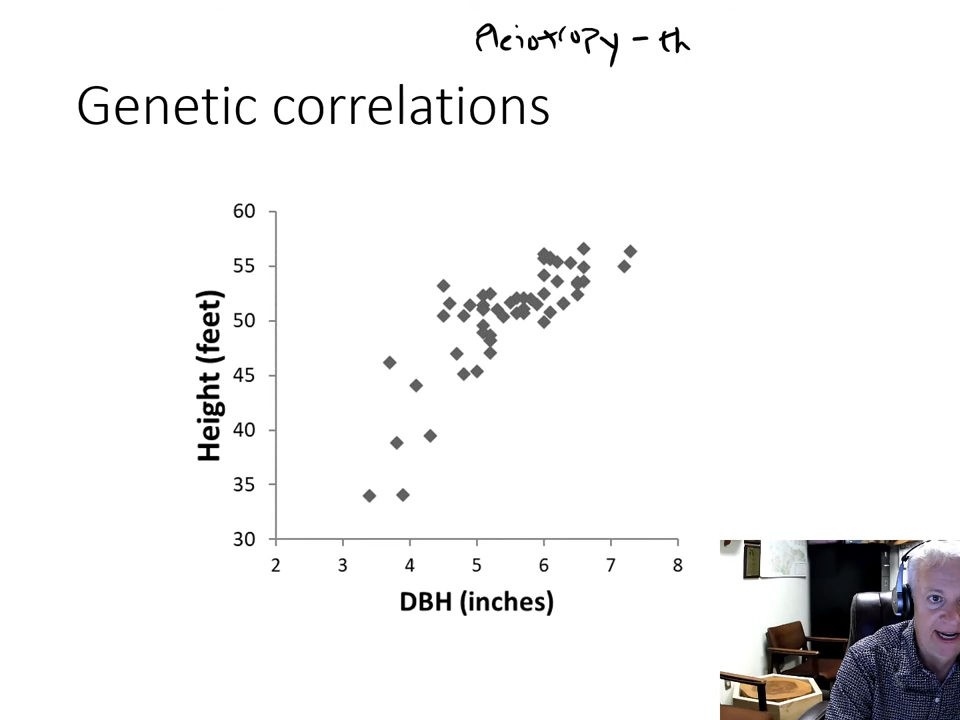 Pleiotropy - th
Genetic correlations
60
55
50
45
40
35
30
Height (feet)
2 3 4 5 6 7 8
DBH (inches)